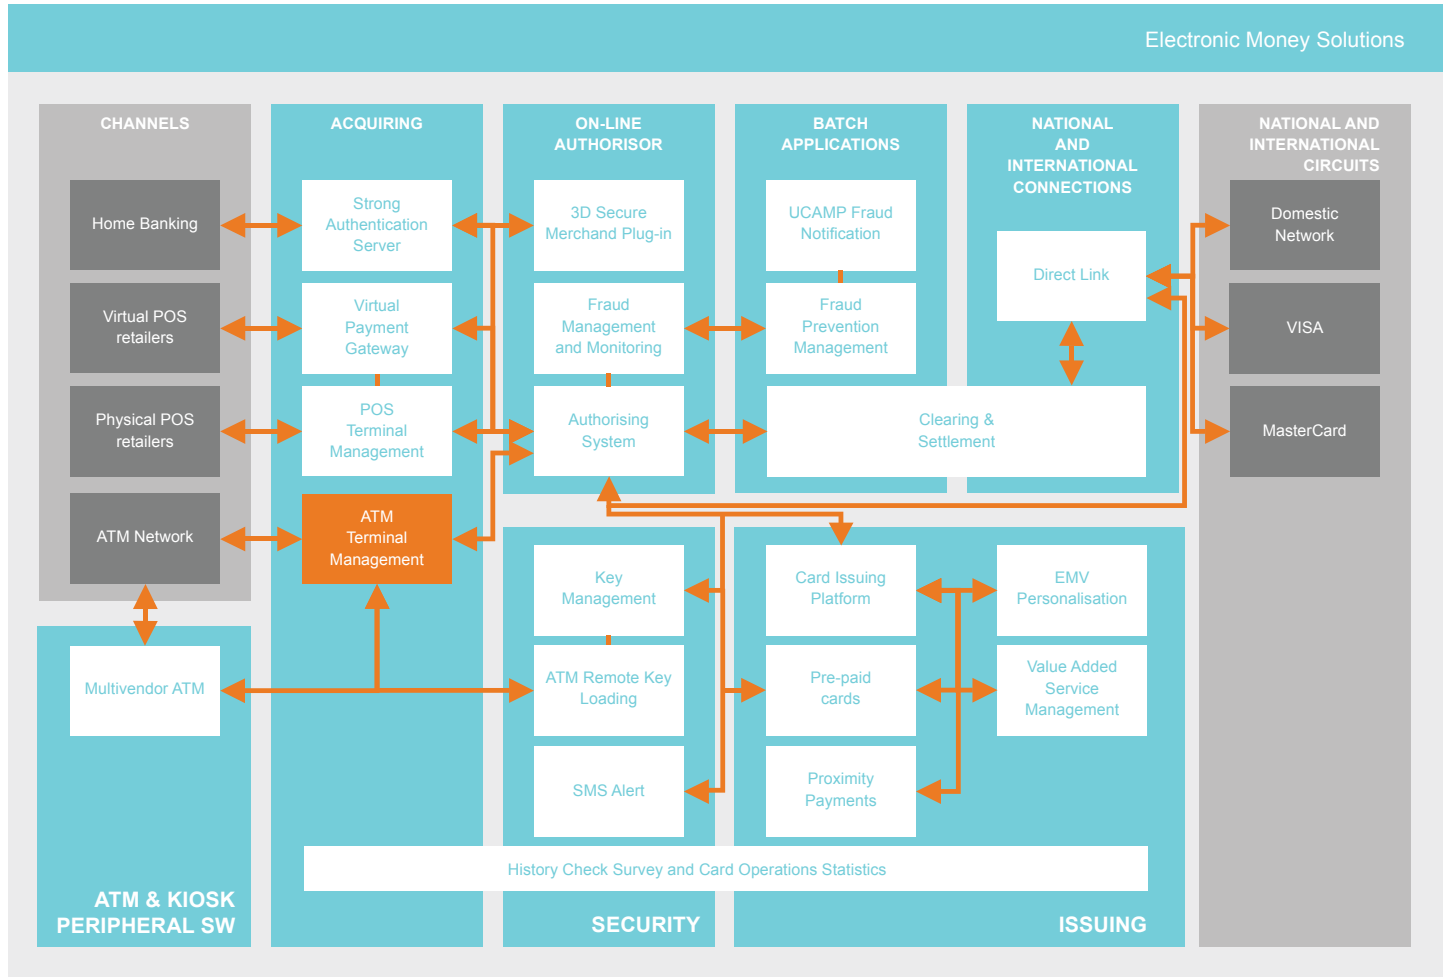 Electronic Money Solutions
CHANNELS
Home Banking
Virtual POS
retailers
Physical POS
retailers
ATM Network
ACQUIRING
Strong
Authentication
Server
Virtual
Payment
Gateway
POS
Terminal
Management
ATM
Terminal
Management
ON-LINE
AUTHORISOR
3D Secure
Merchand Plug-in
Fraud
Management
and Monitoring
Authorising
System
BATCH
APPLICATIONS
UCAMP Fraud
Notification
Fraud
Prevention
Management
NATIONAL
AND
INTERNATIONAL
CONNECTIONS
Direct Link
Clearing &
Settlement
NATIONAL AND
INTERNATIONAL
CIRCUITS
Domestic
Network
VISA
MasterCard
Multivendor ATM
ATM & KIOSK
PERIPHERAL SW
Key
Management
ATM Remote Key
Loading
SMS Alert
Card Issuing
Platform
Pre-paid
cards
Proximity
Payments
EMV
Personalisation
Value Added
Service
Management
History Check Survey and Card Operations Statistics
SECURITY
ISSUING